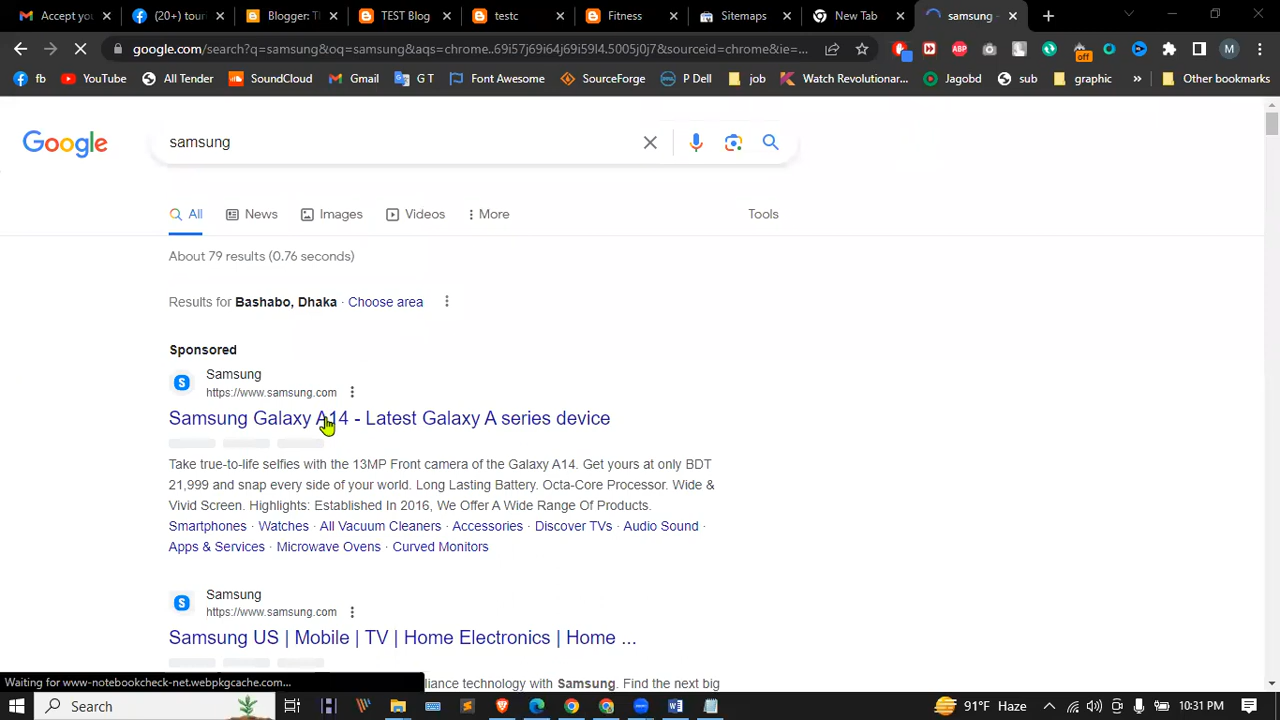 Accept you
(20+) tour
Blogger: T
TEST Blog
testc
Fitness
Sitemaps
New Tab
samsung -
google.com/search?q=samsung&oq=samsung&aqs=chrome..69i57j69i64j69i59l4.5005j0j7&sourceid=chrome&ie=...
ABP
off
M
fb
YouTube
All Tender
SoundCloud
Gmail
G T
Font Awesome
SourceForge
P Dell
job
Watch Revolutionar...
Jagobd
sub
graphic
»
Other bookmarks
Google
samsung
All
News
Images
Videos
More
Tools
About 79 results (0.76 seconds)
Results for Bashabo, Dhaka · Choose area
Sponsored
S
Samsung
https://www.samsung.com
Samsung Galaxy A14 - Latest Galaxy A series device
Take true-to-life selfies with the 13MP Front camera of the Galaxy A14. Get yours at only BDT
21,999 and snap every side of your world. Long Lasting Battery. Octa-Core Processor. Wide &
Vivid Screen. Highlights: Established In 2016, We Offer A Wide Range Of Products.
Smartphones · Watches · All Vacuum Cleaners · Accessories · Discover TVs · Audio Sound ·
Apps & Services · Microwave Ovens · Curved Monitors
S
Samsung
https://www.samsung.com
Samsung US | Mobile | TV | Home Electronics | Home ...
Waiting for www-notebookcheck-net.webpkgcache.com...
liance technology with Samsung. Find the next big
Search
91°F Haze
10:31 PM